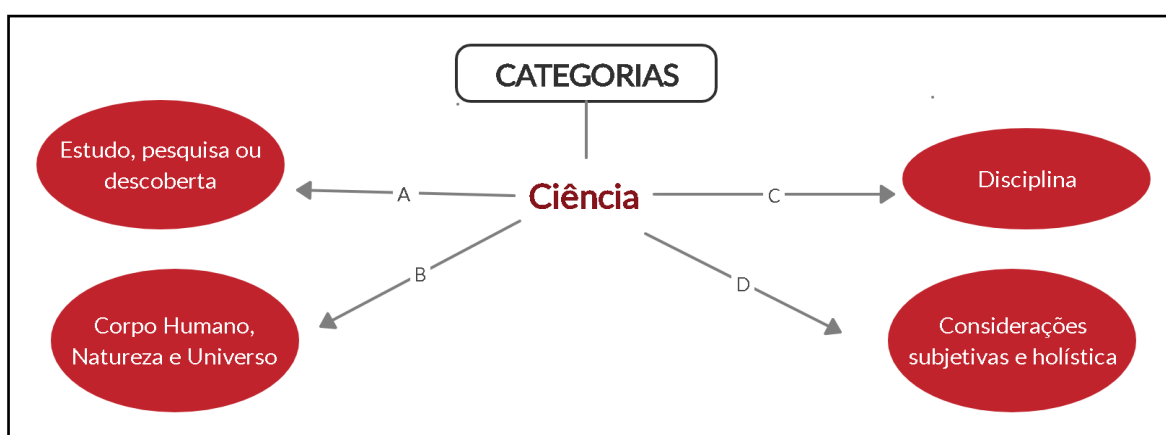 CATEGORIAS
Estudo, pesquisa ou
descoberta
A
Ciência
C
Disciplina
B
D
Corpo Humano,
Natureza e Universo
Considerações
subjetivas e holística